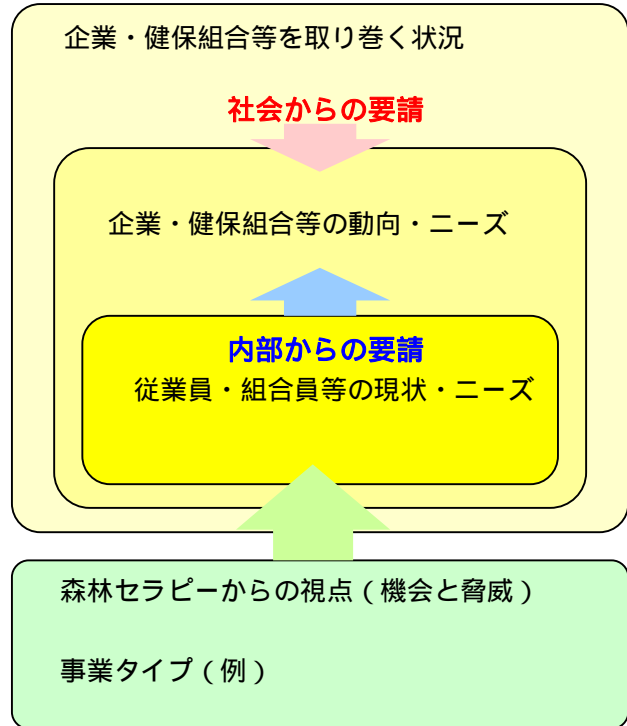 企業・健保組合等を取り巻く状況
社会からの要請
企業・健保組合等の動向・ニーズ
内部からの要請
従業員・組合員等の現状・ニーズ
森林セラピーからの視点(機会と脅威)
事業タイプ(例)